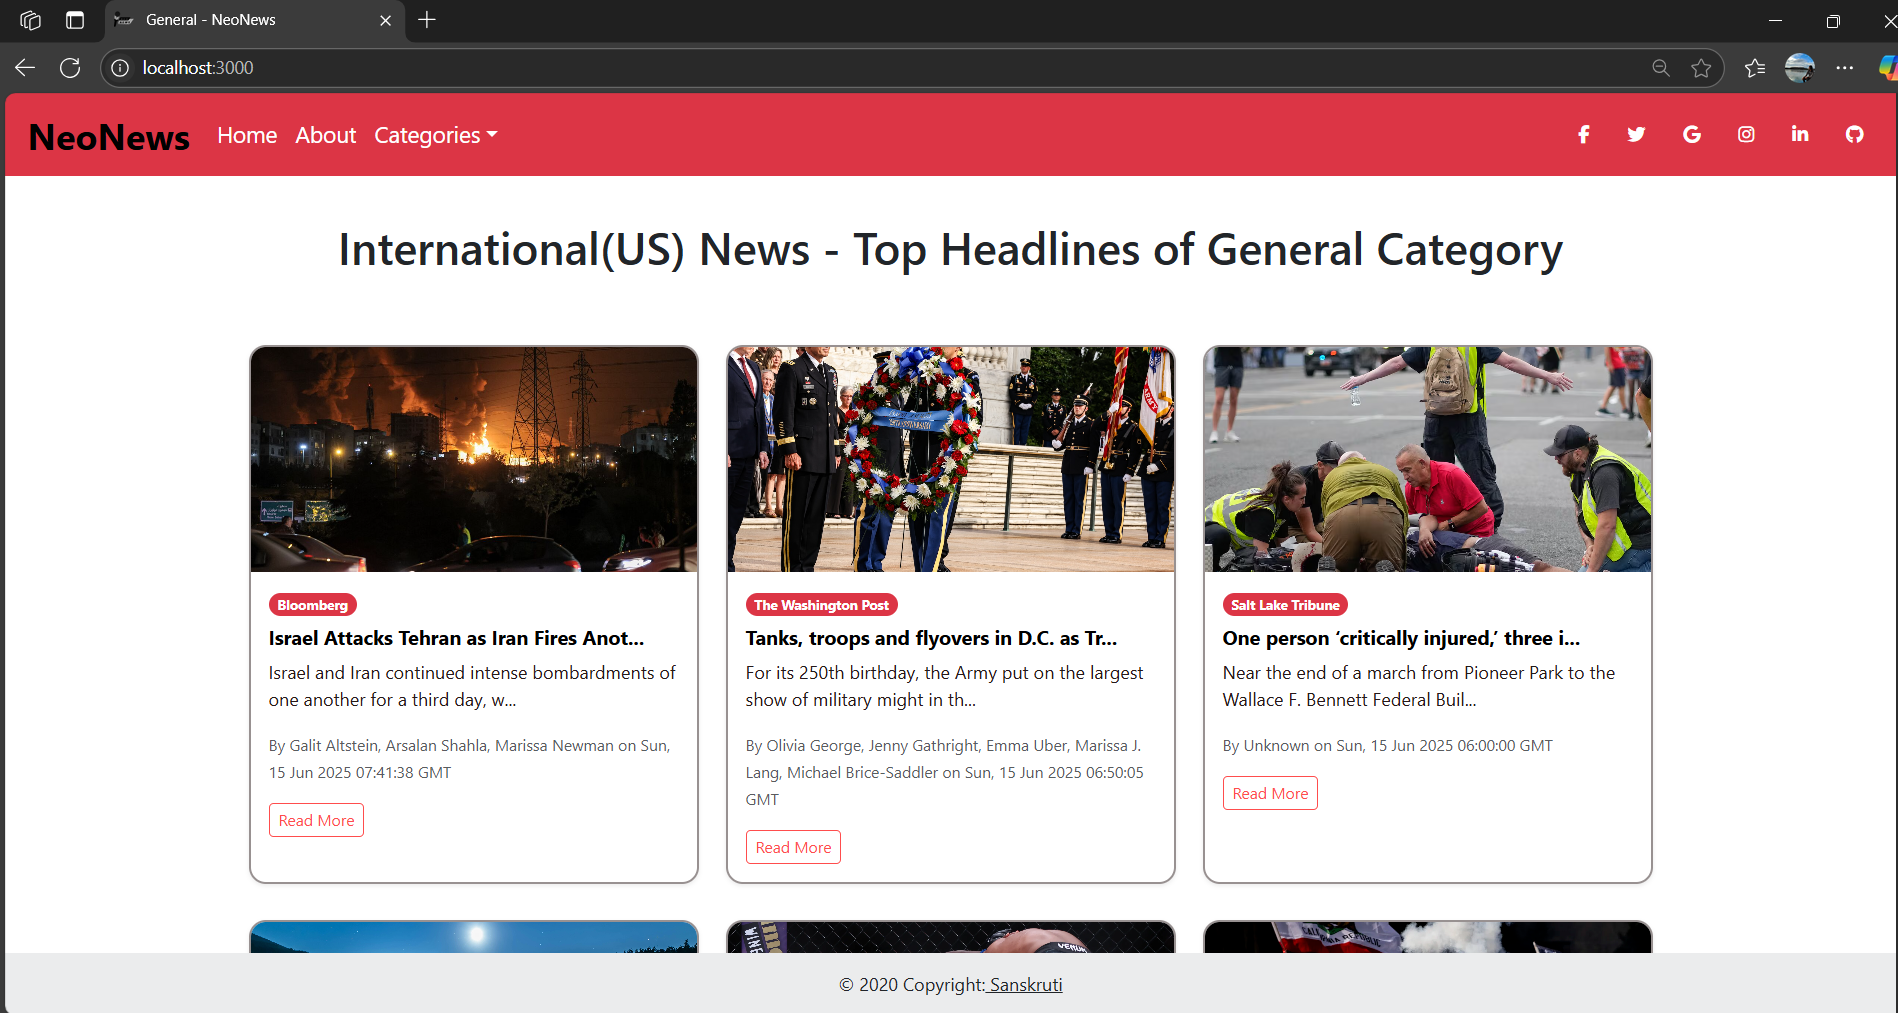 General - NeoNews
localhost:3000
NeoNews Home About Categories
International(US) News - Top Headlines of General Category
Bloomberg
Israel Attacks Tehran as Iran Fires Anot...
Israel and Iran continued intense bombardments of
one another for a third day, w...
By Galit Altstein, Arsalan Shahla, Marissa Newman on Sun,
15 Jun 2025 07:41:38 GMT
Read More
The Washington Post
Tanks, troops and flyovers in D.C. as Tr...
For its 250th birthday, the Army put on the largest
show of military might in th...
By Olivia George, Jenny Gathright, Emma Uber, Marissa J.
Lang, Michael Brice-Saddler on Sun, 15 Jun 2025 06:50:05
GMT
Read More
Salt Lake Tribune
One person ‘critically injured,’ three i...
Near the end of a march from Pioneer Park to the
Wallace F. Bennett Federal Buil...
By Unknown on Sun, 15 Jun 2025 06:00:00 GMT
Read More
VENUM
CALIFORNIA REPUBLIC
© 2020 Copyright: Sanskruti